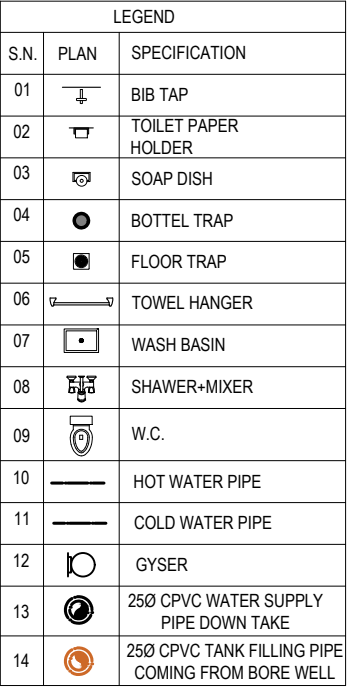 LEGEND
S.N. PLAN SPECIFICATION
01 BIB TAP
02 TOILET PAPER
HOLDER
03 SOAP DISH
04 BOTTEL TRAP
05 FLOOR TRAP
06 TOWEL HANGER
07 WASH BASIN
08 SHAWER+MIXER
09 W.C.
10 HOT WATER PIPE
11 COLD WATER PIPE
12 GYSER
13 25Ø CPVC WATER SUPPLY
PIPE DOWN TAKE
14 25Ø CPVC TANK FILLING PIPE
COMING FROM BORE WELL